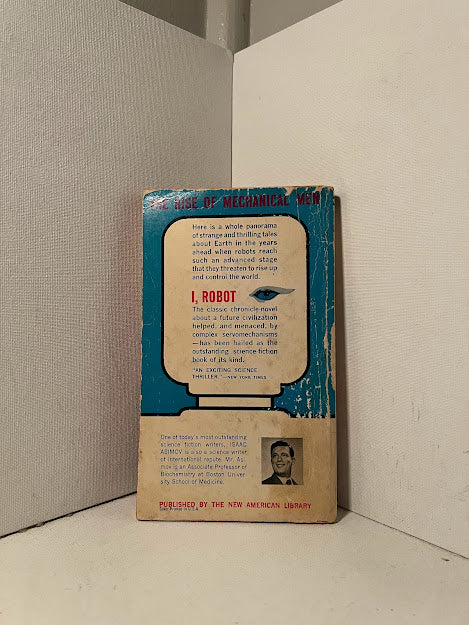 THE RISE OF MECHANICAL MEN
Here is a whole panorama
of strange and thrilling tales
about Earth in the years
ahead when robots reach
such an advanced stage
that they threaten to rise up
and control the world.
I, ROBOT
The classic chronicle-novel
about a future civilization
helped, and menaced, by
complex servomechanisms
—has been hailed as the
outstanding science-fiction
book of its kind.
"AN EXCITING SCIENCE
THRILLER."—NEW YORK TIMES
One of today's most outstanding
science fiction writers, ISAAC
ASIMOV is also a science writer
of international repute. Mr. As-
imov is an Associate Professor of
Biochemistry at Boston Univer-
sity School of Medicine.
PUBLISHED BY THE NEW AMERICAN LIBRARY
Cover Printed in U.S.A.